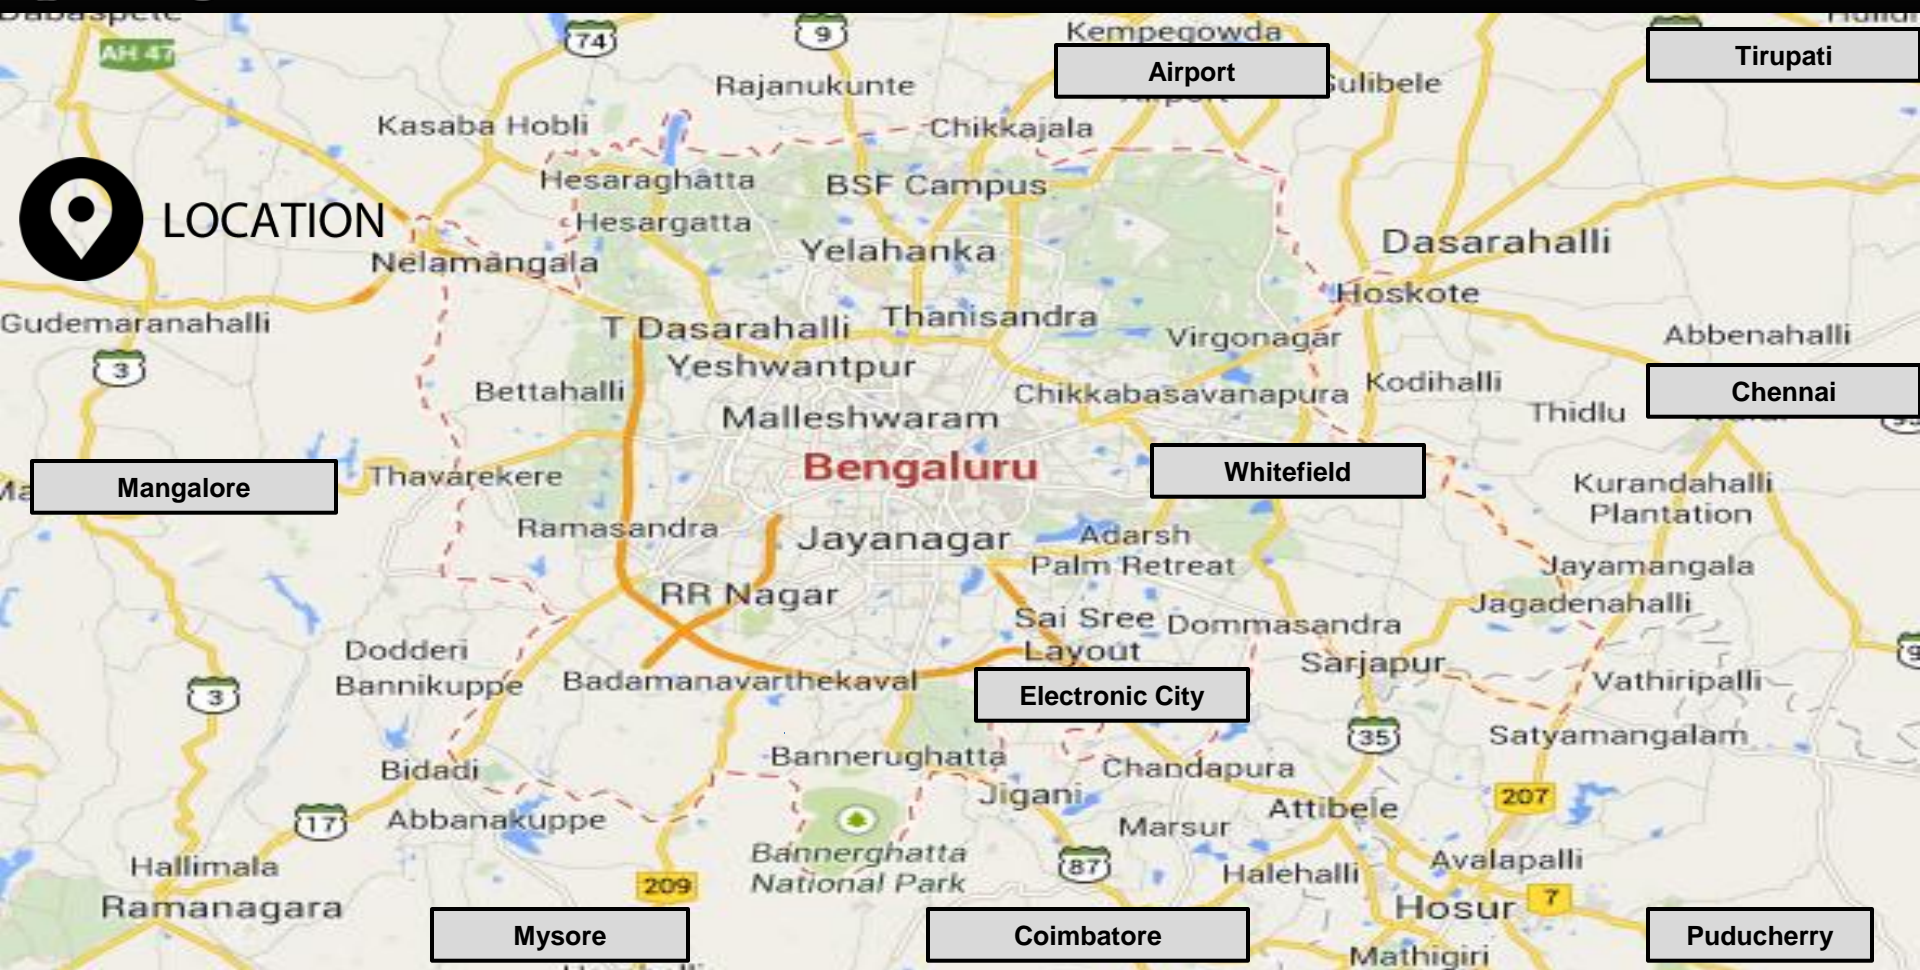 Dabaspete
AH 47
74
9
Kempegowda
Airport
Tirupati
Rajanukunte
Sulibele
Kasaba Hobli
Chikkajala
Hesaraghatta
BSF Campus
LOCATION
Hesargatta
Yelahanka
Dasarahalli
Nelamangala
Hoskote
Gudemaranahalli
T Dasarahalli
Thanisandra
Virgonagar
Abbenahalli
3
Yeshwantpur
Bettahalli
Chikkabasavanapura
Kodihalli
Chennai
Malleshwaram
Thidlu
Bengaluru
Whitefield
Mangalore
Thavarekere
Kurandahalli
Plantation
Ramasandra
Jayanagar
Adarsh
Palm Retreat
Jayamangala
RR Nagar
Jagadenahalli
Sai Sree
Layout
Dommasandra
Dodderi
Sarjapur
Bannikuppe
Badamanavarthekaval
Electronic City
Vathiripalli
3
35
Satyamangalam
Bannerughatta
Bidadi
Chandapura
Jigani
207
17
Abbanakuppe
Attibele
Marsur
Bannerghatta
National Park
Hallimala
87
Halehalli
Avalapalli
209
7
Ramanagara
Hosur
Mysore
Coimbatore
Puducherry
Mathigiri